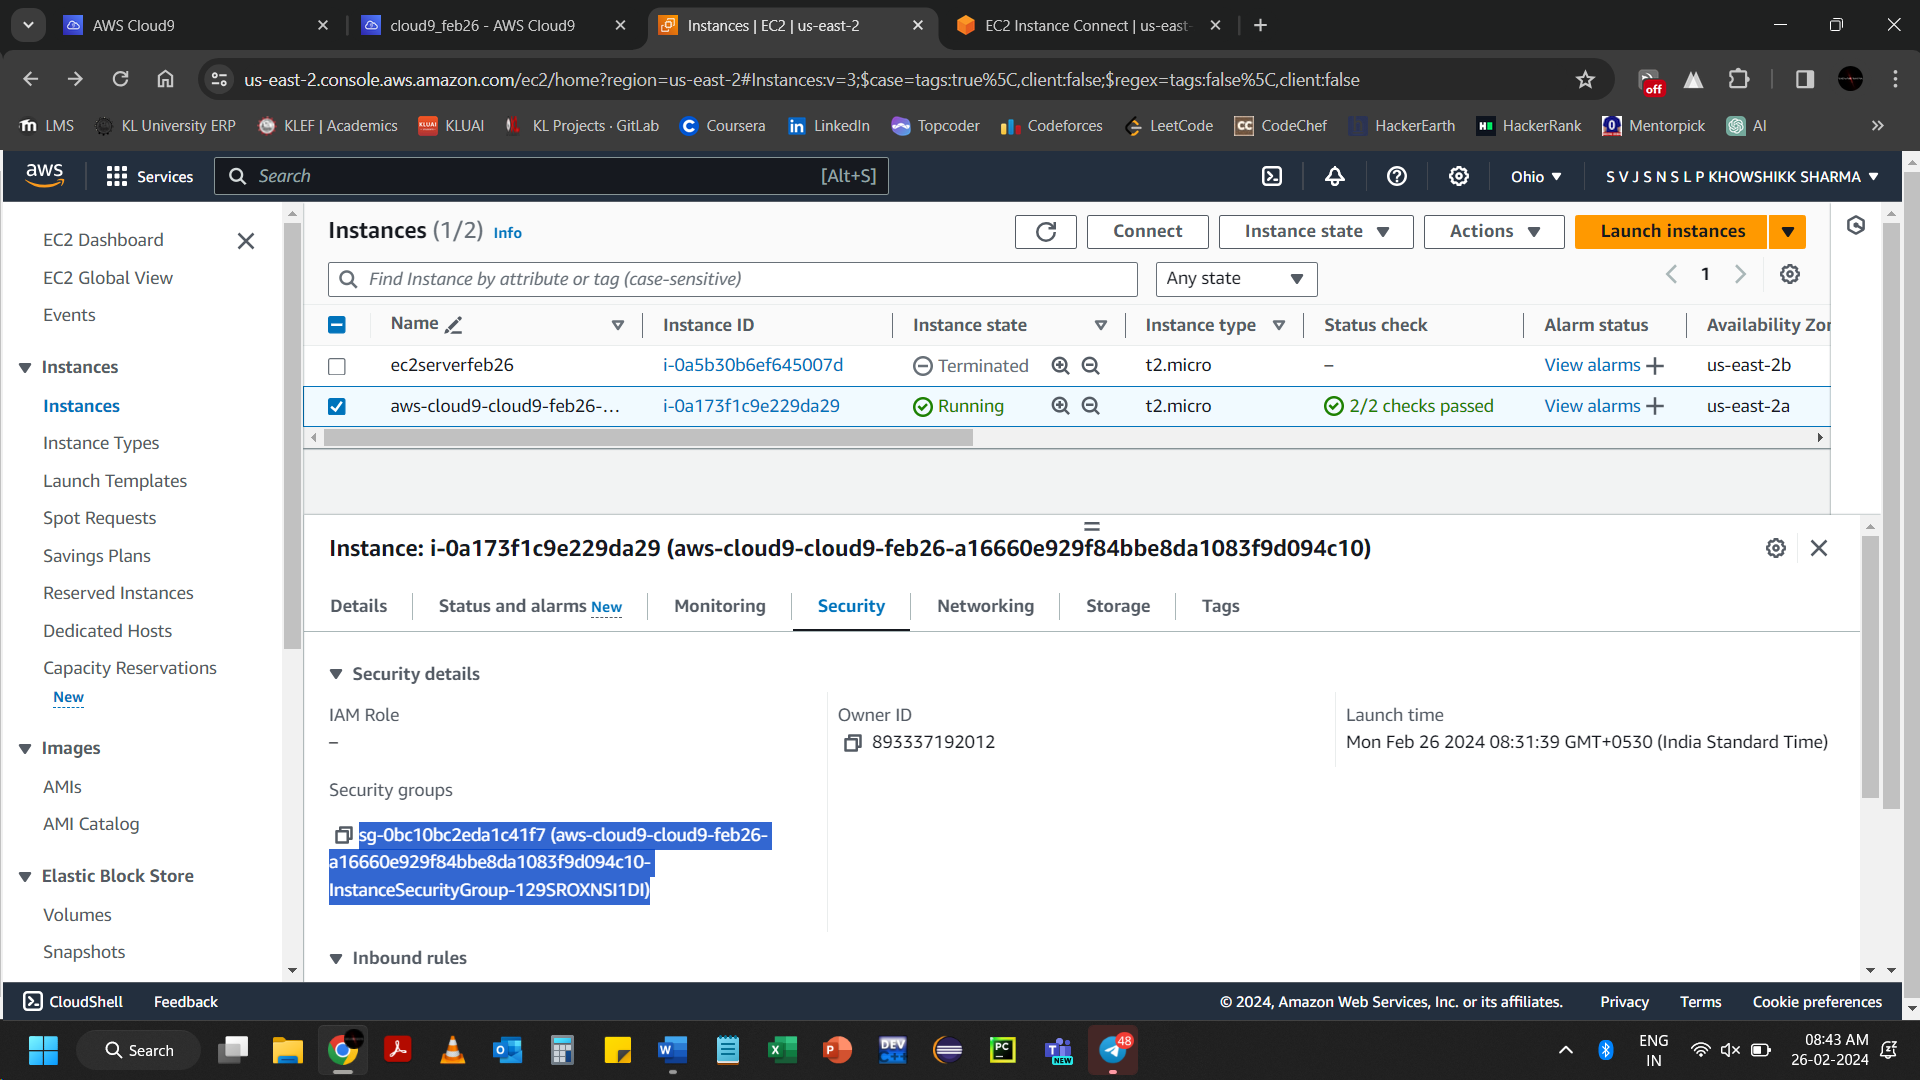 AWS Cloud9
cloud9_feb26 - AWS Cloud9
Instances | EC2 | us-east-2
EC2 Instance Connect | us-east-
us-east-2.console.aws.amazon.com/ec2/home?region=us-east-2#Instances:v=3;$case=tags:true%5C,client:false;$regex=tags:false%5C,client:false
off
LMS
KL University ERP
KLEF | Academics
KLUAI
KL Projects · GitLab
Coursera
LinkedIn
Topcoder
Codeforces
LeetCode
CodeChef
HackerEarth
HackerRank
Mentorpick
AI
aws
Services
Search
[Alt+S]
Ohio
S V J S N S L P KHOWSHIKK SHARMA
EC2 Dashboard
EC2 Global View
Events
Instances
Instances
Instance Types
Launch Templates
Spot Requests
Savings Plans
Reserved Instances
Dedicated Hosts
Capacity Reservations
New
Images
AMIs
AMI Catalog
Elastic Block Store
Volumes
Snapshots
Instances (1/2) Info
Connect
Instance state
Actions
Launch instances
Find Instance by attribute or tag (case-sensitive)
Any state
1
Name
Instance ID
Instance state
Instance type
Status check
Alarm status
Availability Zo
ec2serverfeb26
i-0a5b30b6ef645007d
Terminated
t2.micro
–
View alarms
us-east-2b
aws-cloud9-cloud9-feb26-...
i-0a173f1c9e229da29
Running
t2.micro
2/2 checks passed
View alarms
us-east-2a
Instance: i-0a173f1c9e229da29 (aws-cloud9-cloud9-feb26-a16660e929f84bbe8da1083f9d094c10)
Details
Status and alarms New
Monitoring
Security
Networking
Storage
Tags
Security details
IAM Role
–
Owner ID
893337192012
Launch time
Mon Feb 26 2024 08:31:39 GMT+0530 (India Standard Time)
Security groups
sg-0bc10bc2eda1c41f7 (aws-cloud9-cloud9-feb26-
a16660e929f84bbe8da1083f9d094c10-
InstanceSecurityGroup-129SROXNSI1DI)
Inbound rules
CloudShell
Feedback
© 2024, Amazon Web Services, Inc. or its affiliates.
Privacy
Terms
Cookie preferences
Search
DEV
PC
NEW
48
ENG
IN
08:43 AM
26-02-2024